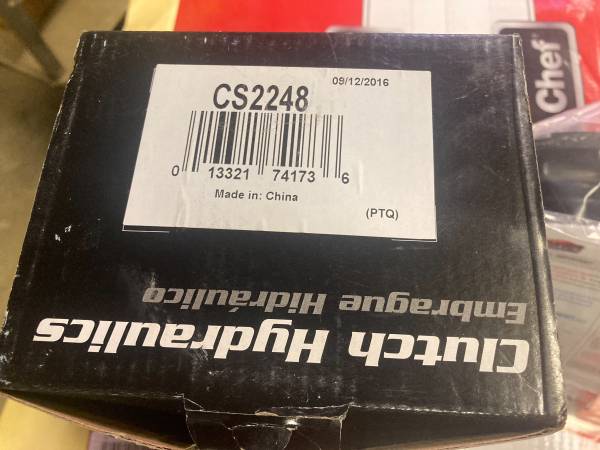 09/12/2016
CS2248
0 13321 74173 6
Made in: China
(PTQ)
Clutch Hydraulics
Embrague Hidráulico
Chef